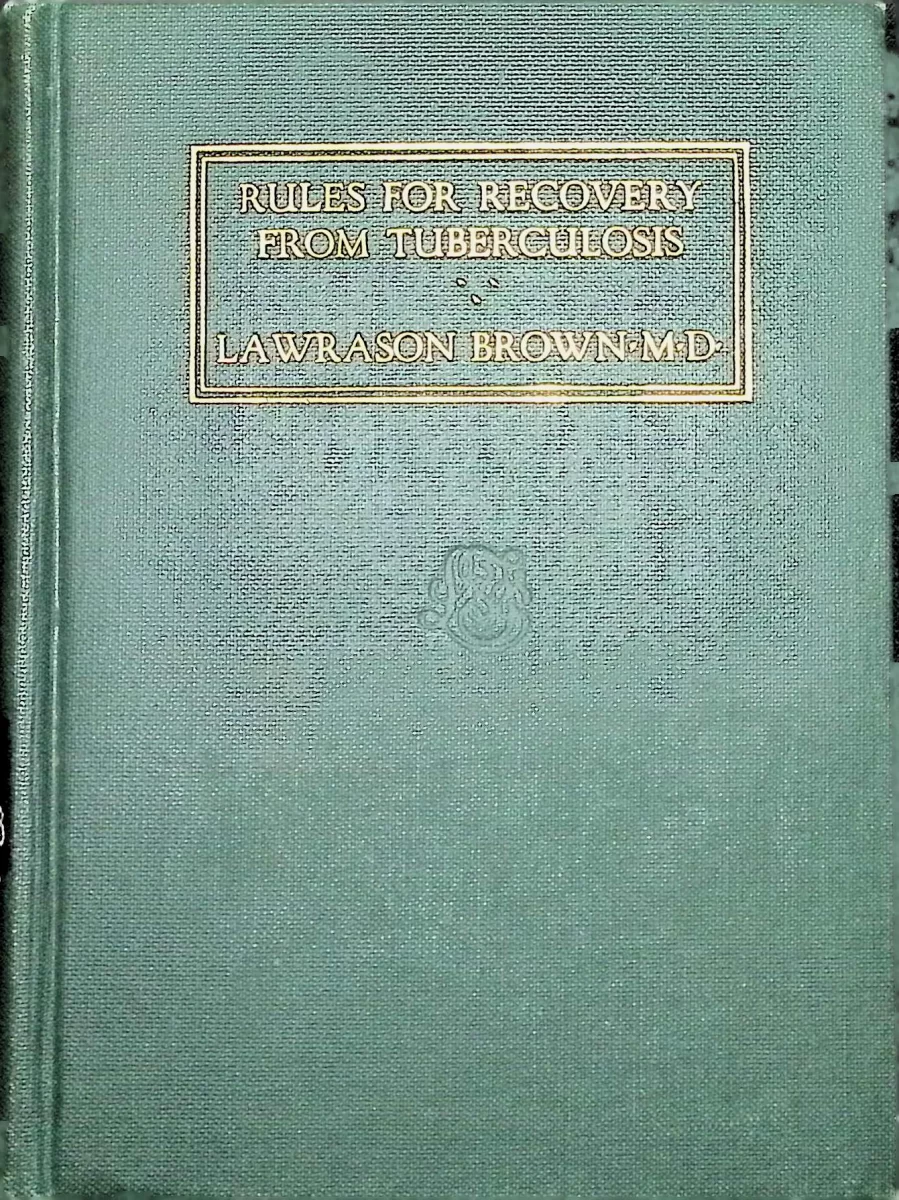 RULES FOR RECOVERY
FROM TUBERCULOSIS
LAWRASON BROWN·M·D·